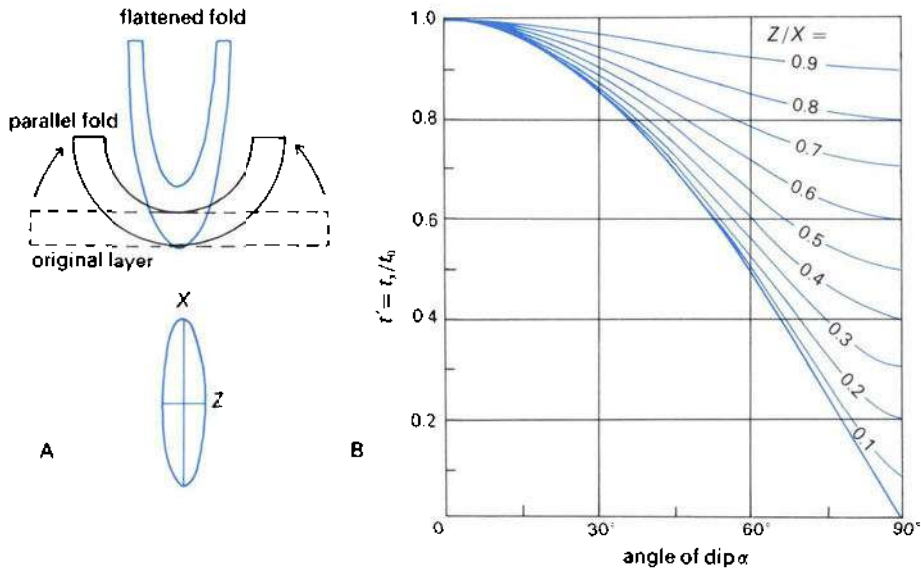 flattened fold
parallel fold
original layer
X
Z
A
B
t′ = tα/t0
1.0
0.8
0.6
0.4
0.2
0
30°
60°
90°
angle of dip α
Z/X =
0.9
0.8
0.7
0.6
0.5
0.4
0.3
0.2
0.1